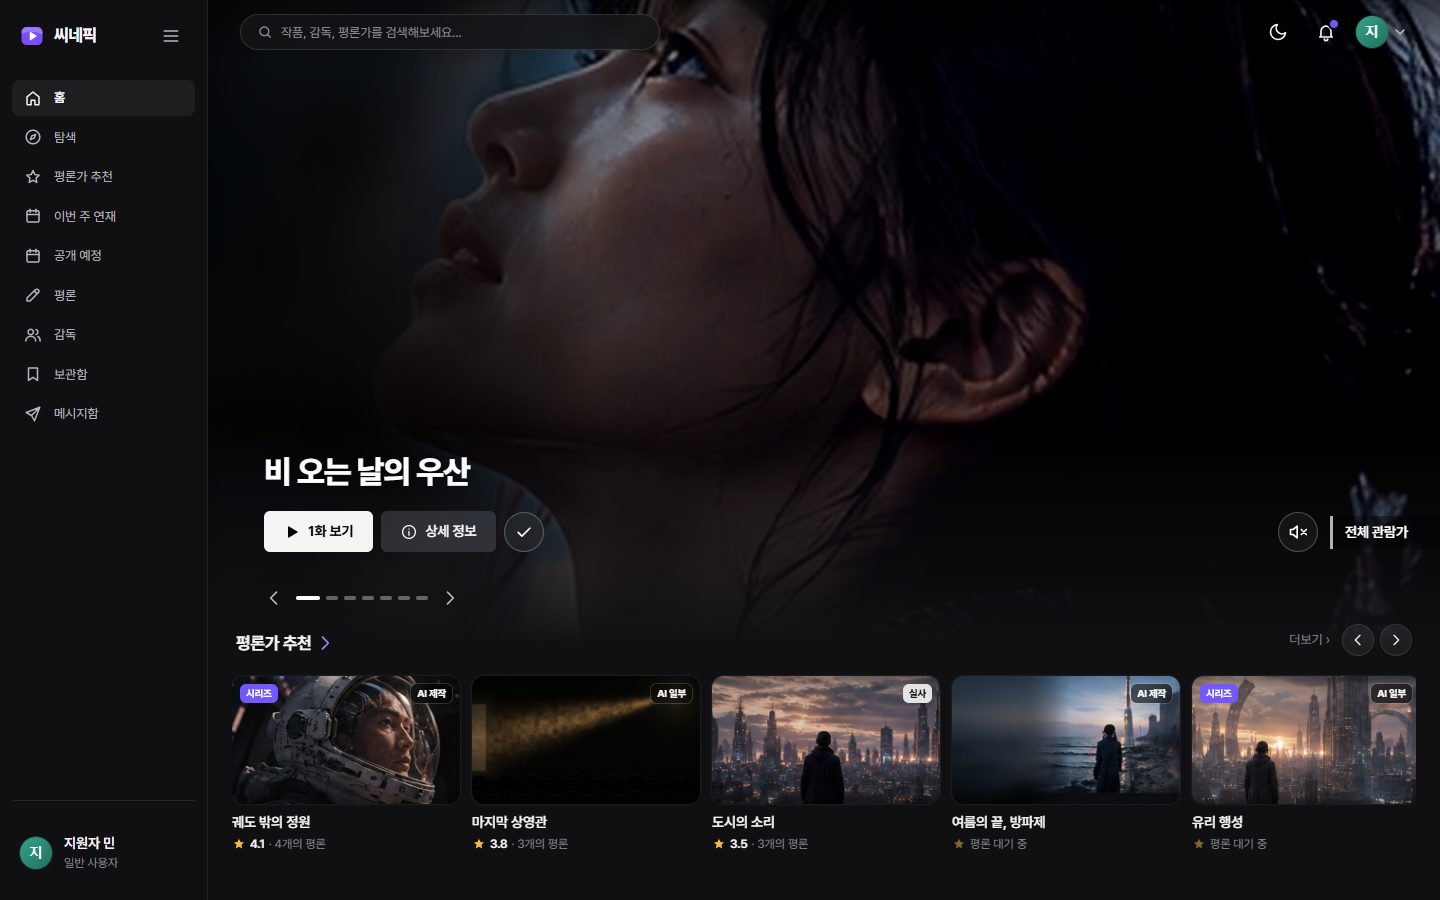 씨네픽
작품, 감독, 평론가를 검색해보세요...
지
홈
탐색
평론가 추천
이번 주 연재
공개 예정
평론
감독
보관함
메시지함
비 오는 날의 우산
1화 보기
상세 정보
전체 관람가
평론가 추천
더보기 ›
시리즈
AI 제작
AI 일부
실사
AI 제작
시리즈
AI 일부
궤도 밖의 정원
마지막 상영관
도시의 소리
여름의 끝, 방파제
유리 행성
4.1 · 4개의 평론
3.8 · 3개의 평론
3.5 · 3개의 평론
평론 대기 중
평론 대기 중
지
지원자 민
일반 사용자